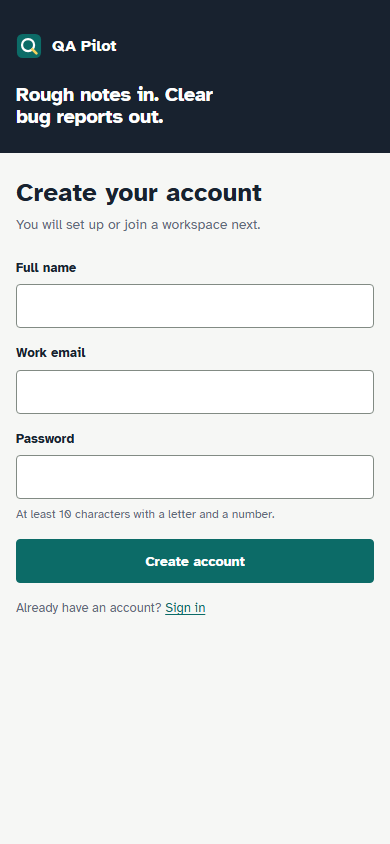 QA Pilot
Rough notes in. Clear
bug reports out.
Create your account
You will set up or join a workspace next.
Full name
Work email
Password
At least 10 characters with a letter and a number.
Create account
Already have an account? Sign in